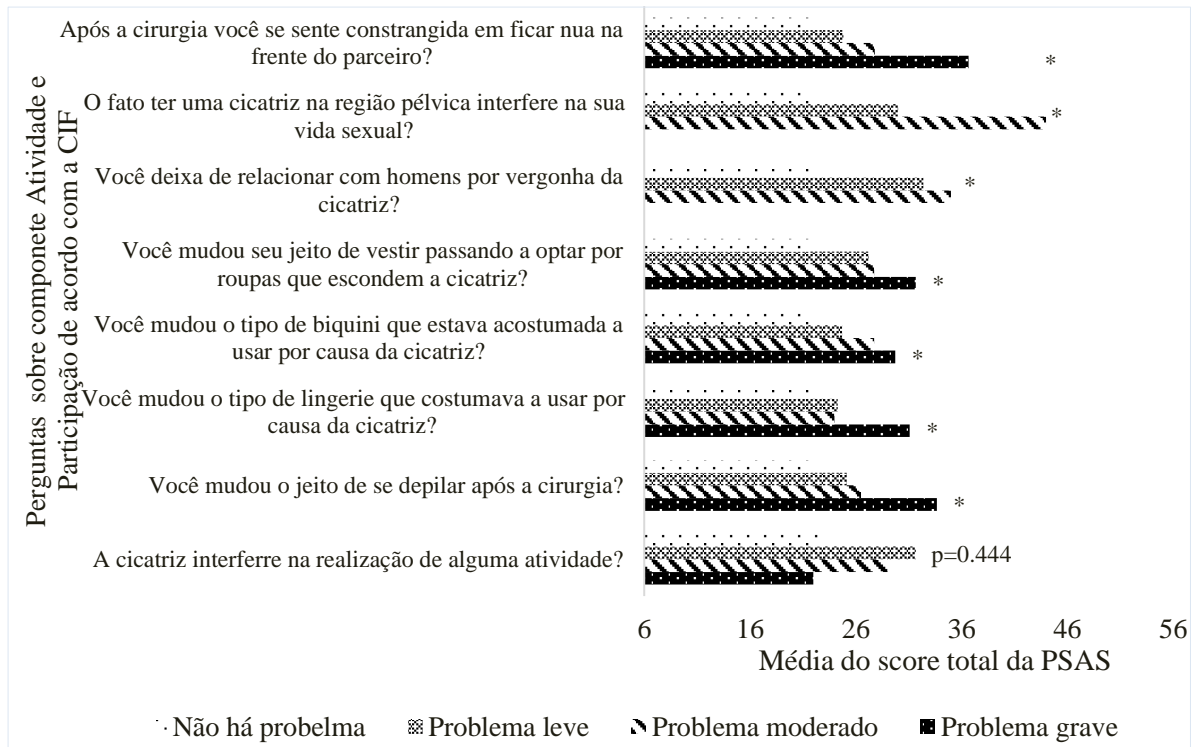 Perguntas sobre componete Atividade e
Participação de acordo com a CIF
Após a cirurgia você se sente constrangida em ficar nua na
frente do parceiro?
*
O fato ter uma cicatriz na região pélvica interfere na sua
vida sexual?
*
Você deixa de relacionar com homens por vergonha da
cicatriz?
*
Você mudou seu jeito de vestir passando a optar por
roupas que escondem a cicatriz?
*
Você mudou o tipo de biquini que estava acostumada a
usar por causa da cicatriz?
*
Você mudou o tipo de lingerie que costumava a usar por
causa da cicatriz?
*
Você mudou o jeito de se depilar após a cirurgia?
*
A cicatriz interferre na realização de alguma atividade?
p=0.444
6 16 26 36 46 56
Média do score total da PSAS
Não há probelma Problema leve Problema moderado Problema grave